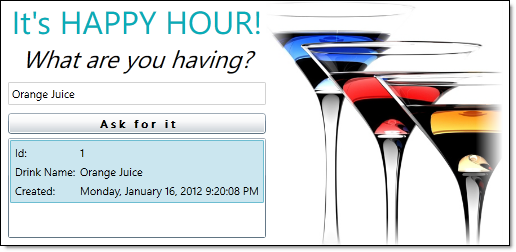 It's HAPPY HOUR!
What are you having?
Orange Juice
Ask for it
Id: 1
Drink Name: Orange Juice
Created: Monday, January 16, 2012 9:20:08 PM